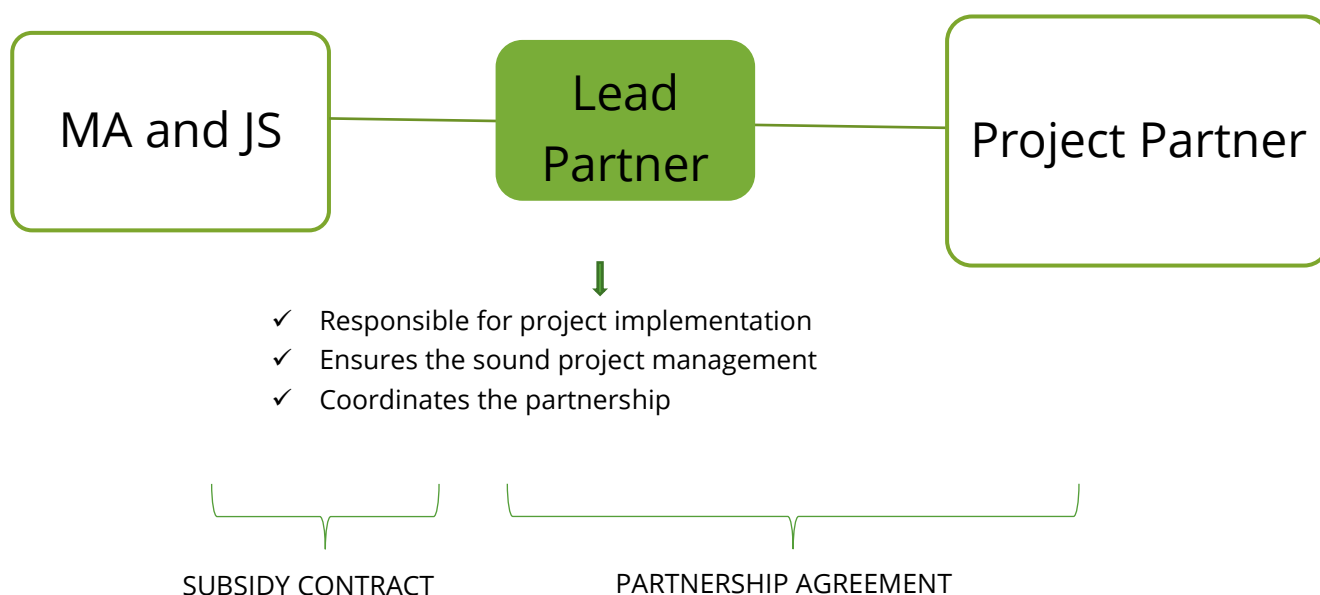 MA and JS
Lead
Partner
Project Partner
✓ Responsible for project implementation
✓ Ensures the sound project management
✓ Coordinates the partnership
SUBSIDY CONTRACT
PARTNERSHIP AGREEMENT